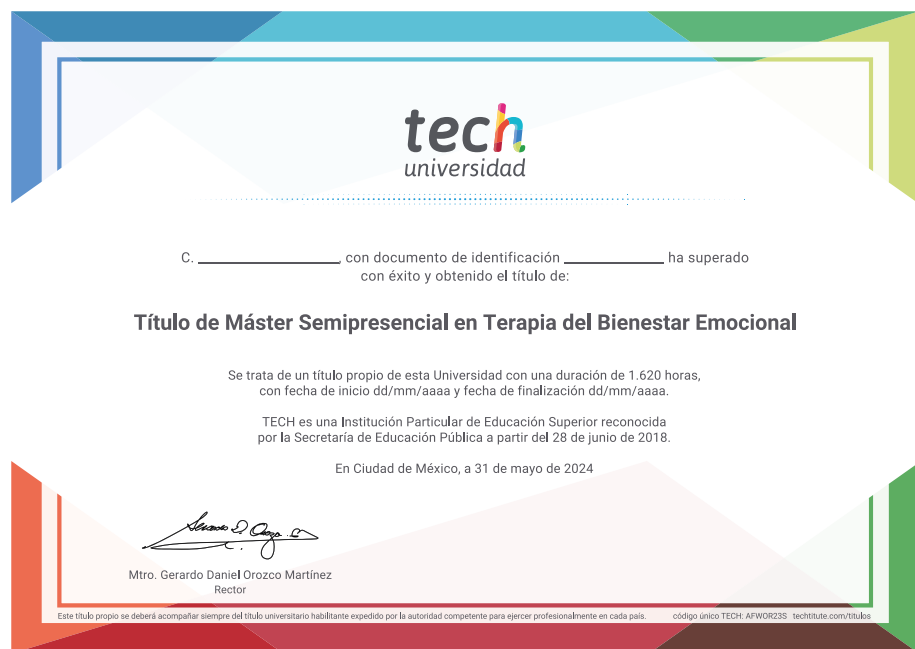 tech
universidad
C. ____________, con documento de identificación ____________ ha superado
con éxito y obtenido el título de:
Título de Máster Semipresencial en Terapia del Bienestar Emocional
Se trata de un título propio de esta Universidad con una duración de 1.620 horas,
con fecha de inicio dd/mm/aaaa y fecha de finalización dd/mm/aaaa.
TECH es una Institución Particular de Educación Superior reconocida
por la Secretaría de Educación Pública a partir del 28 de junio de 2018.
En Ciudad de México, a 31 de mayo de 2024
Mtro. Gerardo Daniel Orozco Martínez
Rector
Este título propio se deberá acompañar siempre del título universitario habilitante expedido por la autoridad competente para ejercer profesionalmente en cada país. código único TECH: AFWOR23S techtitute.com/titulos